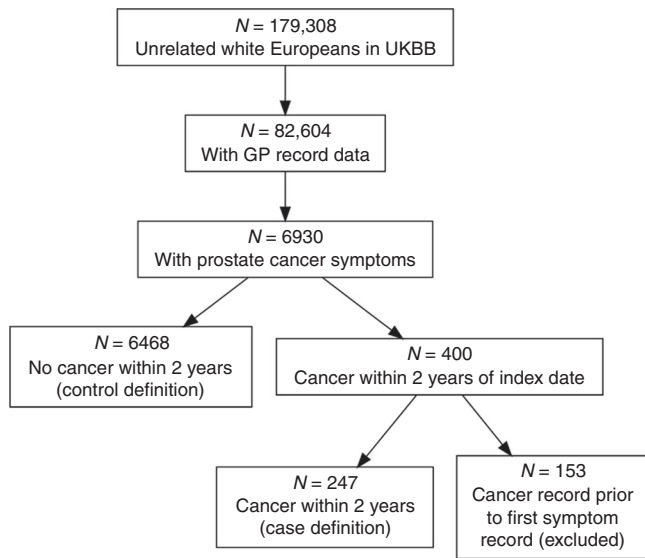 N = 179,308
Unrelated white Europeans in UKBB
N = 82,604
With GP record data
N = 6930
With prostate cancer symptoms
N = 6468
No cancer within 2 years
(control definition)
N = 400
Cancer within 2 years of index date
N = 247
Cancer within 2 years
(case definition)
N = 153
Cancer record prior
to first symptom
record (excluded)